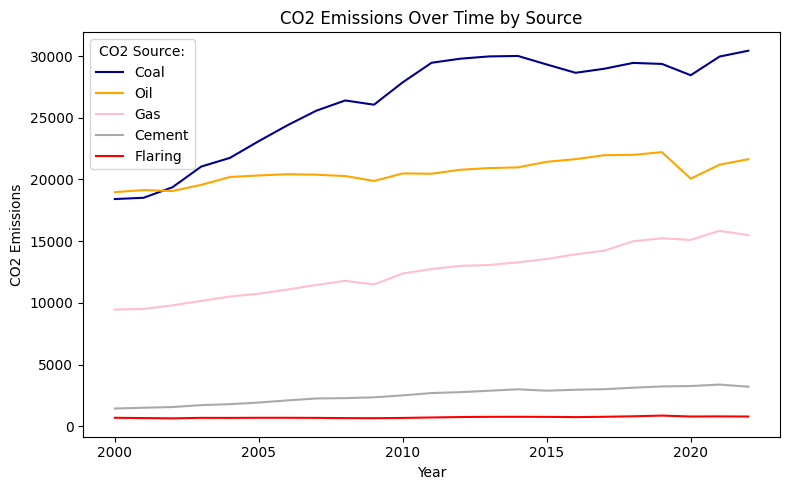 CO2 Emissions Over Time by Source
CO2 Source:
Coal
Oil
Gas
Cement
Flaring
CO2 Emissions
30000
25000
20000
15000
10000
5000
0
2000 2005 2010 2015 2020
Year